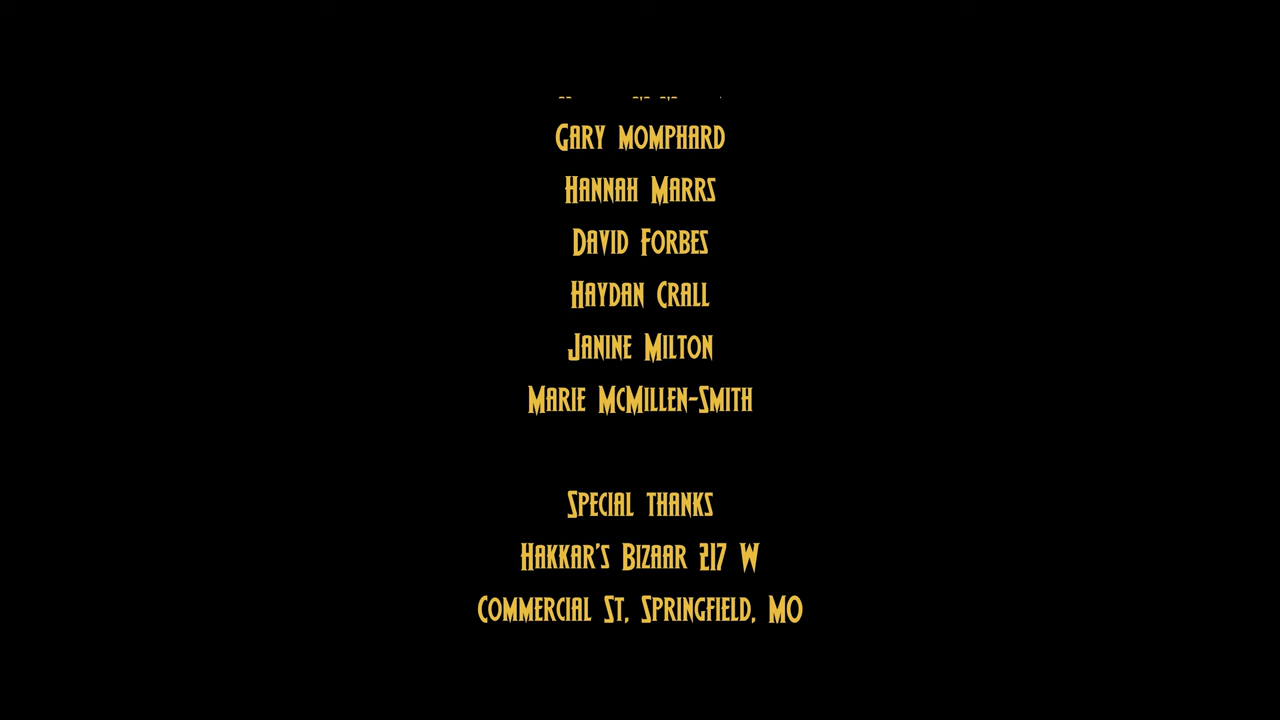 Gary momphard
Hannah Marrs
David Forbes
Haydan Crall
Janine Milton
Marie McMillen-Smith
Special thanks
Hakkar's Bizaar 217 W
Commercial St, Springfield, MO